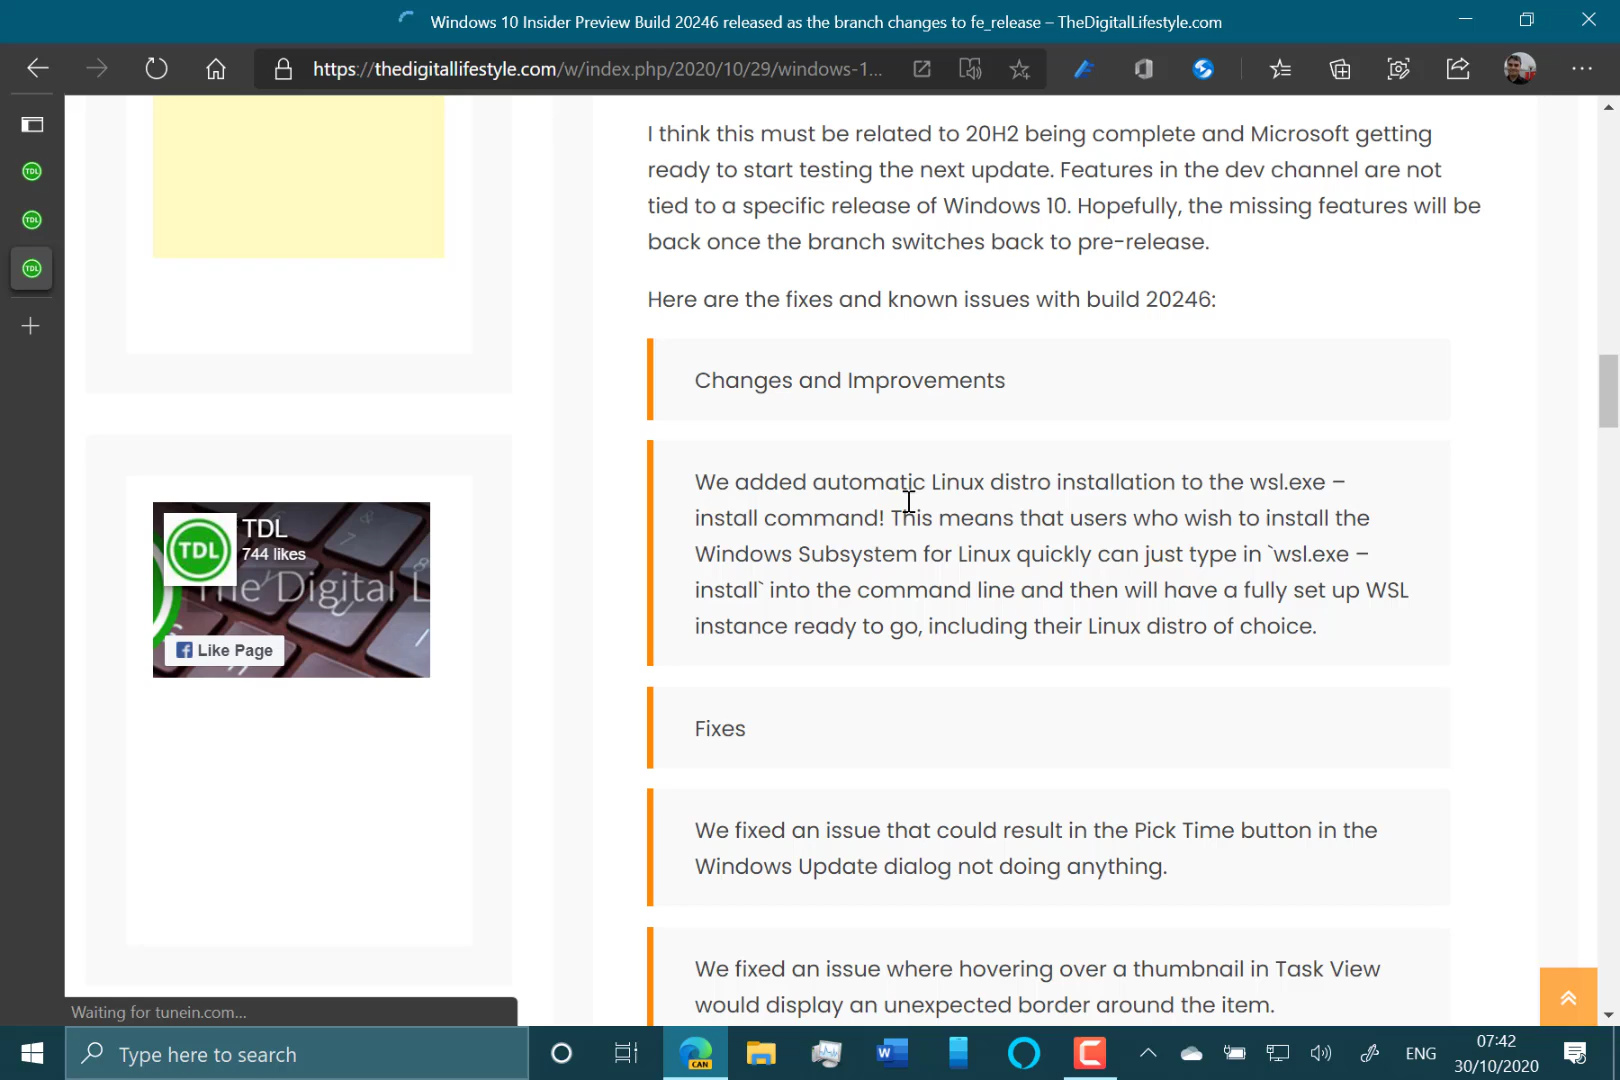 Windows 10 Insider Preview Build 20246 released as the branch changes to fe_release – TheDigitalLifestyle.com
https://thedigitallifestyle.com/w/index.php/2020/10/29/windows-1...
TDL
TDL
TDL
I think this must be related to 20H2 being complete and Microsoft getting
ready to start testing the next update. Features in the dev channel are not
tied to a specific release of Windows 10. Hopefully, the missing features will be
back once the branch switches back to pre-release.
Here are the fixes and known issues with build 20246:
Changes and Improvements
We added automatic Linux distro installation to the wsl.exe –
install command! This means that users who wish to install the
Windows Subsystem for Linux quickly can just type in `wsl.exe –
install` into the command line and then will have a fully set up WSL
instance ready to go, including their Linux distro of choice.
Fixes
We fixed an issue that could result in the Pick Time button in the
Windows Update dialog not doing anything.
We fixed an issue where hovering over a thumbnail in Task View
would display an unexpected border around the item.
TDL
TDL
744 likes
The Digital L
Like Page
Waiting for tunein.com...
Type here to search
CAN
ENG
07:42
30/10/2020